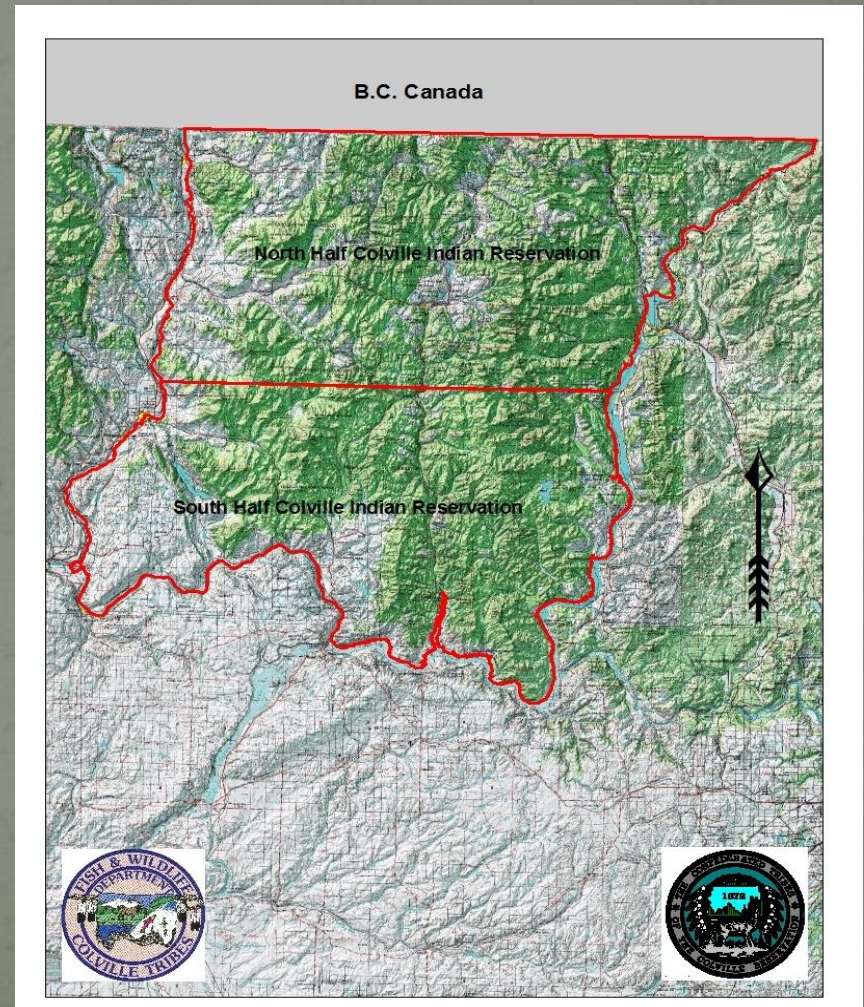 B.C. Canada
North Half Colville Indian Reservation
South Half Colville Indian Reservation
FISH & WILDLIFE
DEPARTMENT
COLVILLE TRIBES
THE CONFEDERATED TRIBES
OF
1872
THE COLVILLE RESERVATION